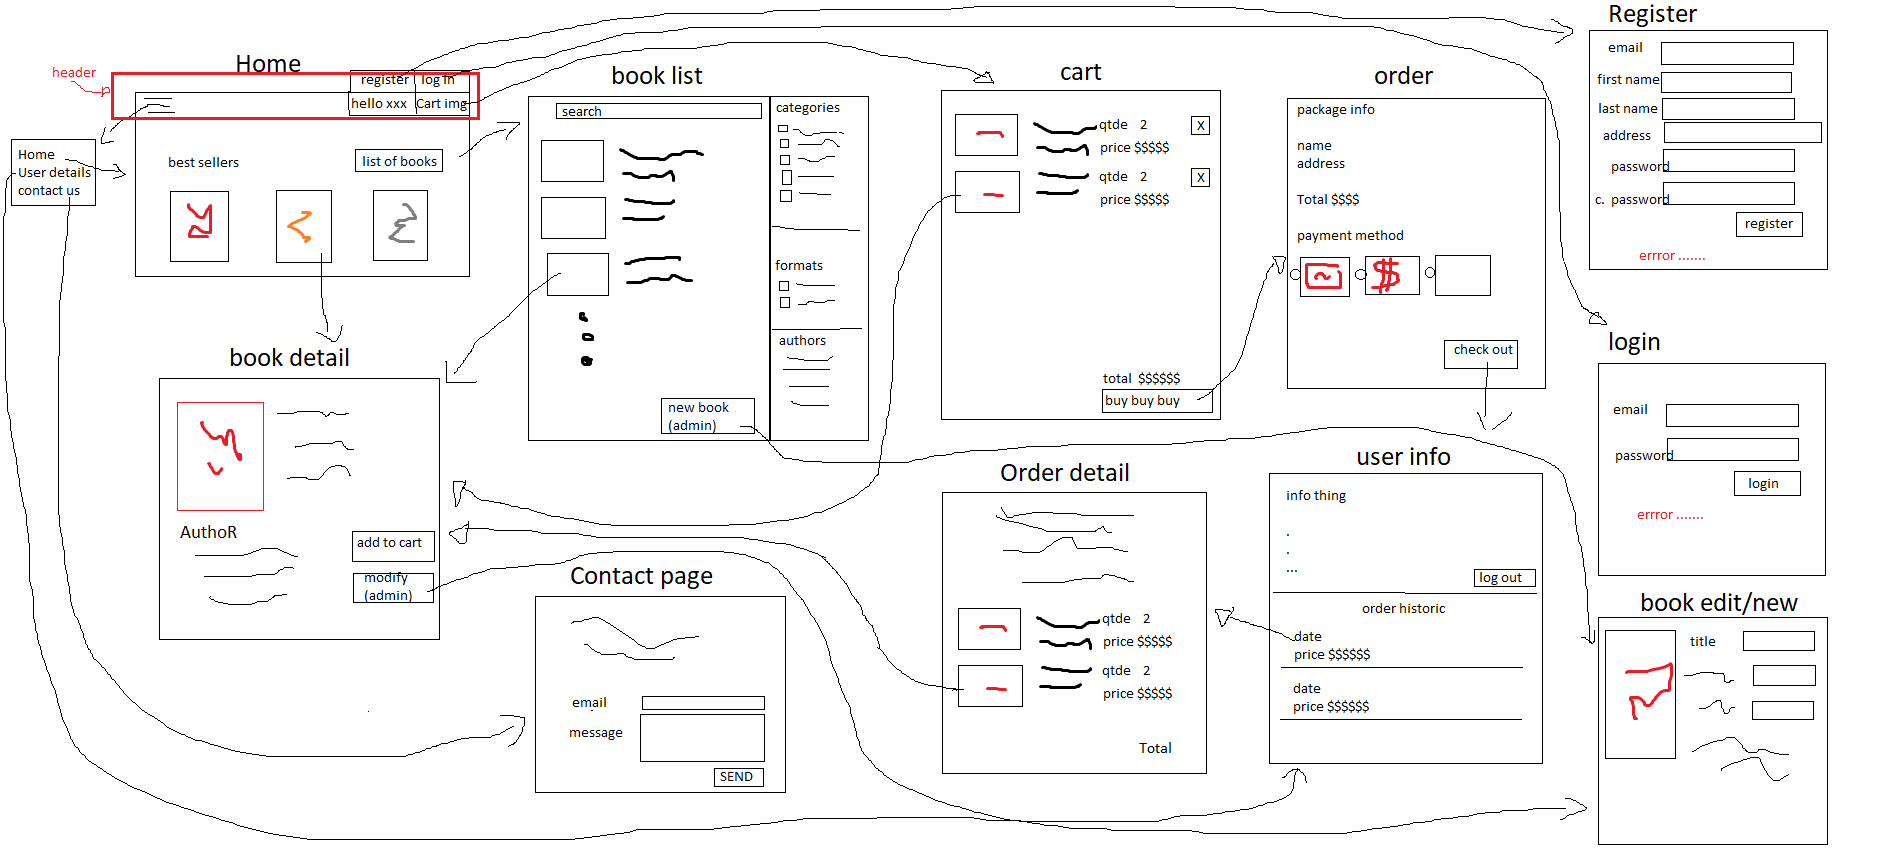 Register
email
first name
last name
address
password
c. password
register
errror .......
Home
header
register
log in
hello xxx
Cart img
Home
User details
contact us
best sellers
list of books
book list
search
categories
formats
authors
new book
(admin)
cart
qtde 2
X
price $$$$$
qtde 2
X
price $$$$$
total $$$$$$
buy buy buy
order
package info
name
address
Total $$$$
payment method
$
check out
login
email
password
login
errror .......
book detail
AuthoR
add to cart
modify
(admin)
Contact page
email
message
SEND
Order detail
qtde 2
price $$$$$
qtde 2
price $$$$$
Total
user info
info thing
.
.
...
log out
order historic
date
price $$$$$$
date
price $$$$$$
book edit/new
title